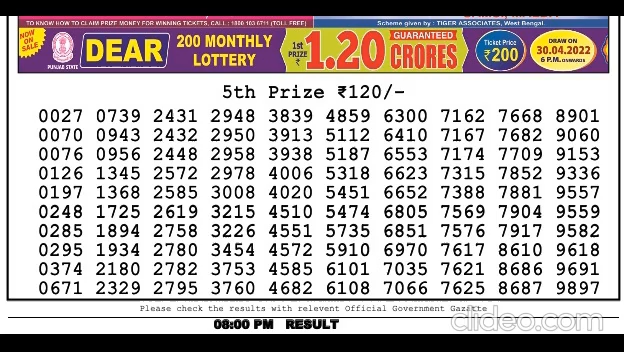 TO KNOW HOW TO CLAIM PRIZE MONEY FOR WINNING TICKETS, CALL : 1800 103 6711 (TOLL FREE)
Scheme given by : TIGER ASSOCIATES, West Bengal.
NOW ON SALE
PUNJAB STATE
DEAR
200 MONTHLY
LOTTERY
1st PRIZE ₹
1.20
GUARANTEED
CRORES
Ticket Price
₹200
DRAW ON
30.04.2022
6 P.M. ONWARDS
5th Prize ₹120/-
0027 0739 2431 2948 3839 4859 6300 7162 7668 8901
0070 0943 2432 2950 3913 5112 6410 7167 7682 9060
0076 0956 2448 2958 3938 5187 6553 7174 7709 9153
0126 1345 2572 2978 4006 5318 6623 7315 7852 9336
0197 1368 2585 3008 4020 5451 6652 7388 7881 9557
0248 1725 2619 3215 4510 5474 6805 7569 7904 9559
0285 1894 2758 3226 4551 5735 6851 7576 7917 9582
0295 1934 2780 3454 4572 5910 6970 7617 8610 9618
0374 2180 2782 3753 4585 6101 7035 7621 8686 9691
0671 2329 2795 3760 4682 6108 7066 7625 8687 9897
Please check the results with relevent Official Government Gazette
08:00 PM RESULT
clideo.com